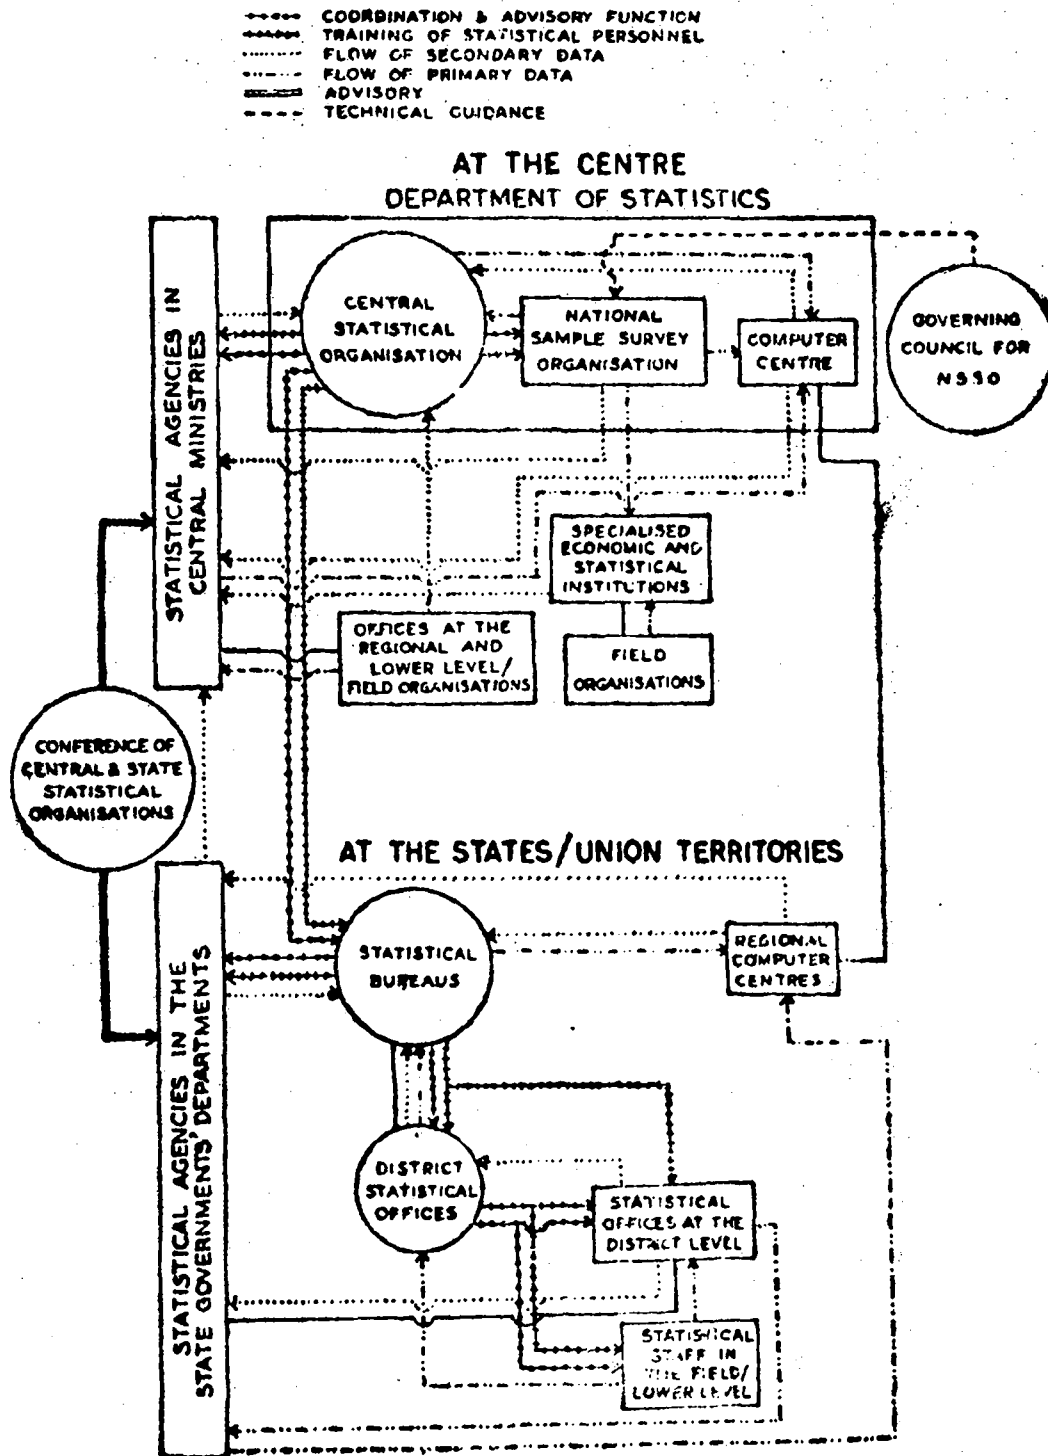 COORDINATION & ADVISORY FUNCTION
TRAINING OF STATISTICAL PERSONNEL
FLOW OF SECONDARY DATA
FLOW OF PRIMARY DATA
ADVISORY
TECHNICAL GUIDANCE
AT THE CENTRE
DEPARTMENT OF STATISTICS
STATISTICAL AGENCIES IN
CENTRAL MINISTRIES
CENTRAL
STATISTICAL
ORGANISATION
NATIONAL
SAMPLE SURVEY
ORGANISATION
COMPUTER
CENTRE
GOVERNING
COUNCIL FOR
NSSO
SPECIALISED
ECONOMIC AND
STATISTICAL
INSTITUTIONS
OFFICES AT THE
REGIONAL AND
LOWER LEVEL/
FIELD ORGANISATIONS
FIELD
ORGANISATIONS
CONFERENCE OF
CENTRAL & STATE
STATISTICAL
ORGANISATIONS
AT THE STATES/UNION TERRITORIES
STATISTICAL AGENCIES IN THE
STATE GOVERNMENTS' DEPARTMENTS
STATISTICAL
BUREAUS
REGIONAL
COMPUTER
CENTRES
DISTRICT
STATISTICAL
OFFICES
STATISTICAL
OFFICES AT THE
DISTRICT LEVEL
STATISTICAL
STAFF IN
THE FIELD/
LOWER LEVEL